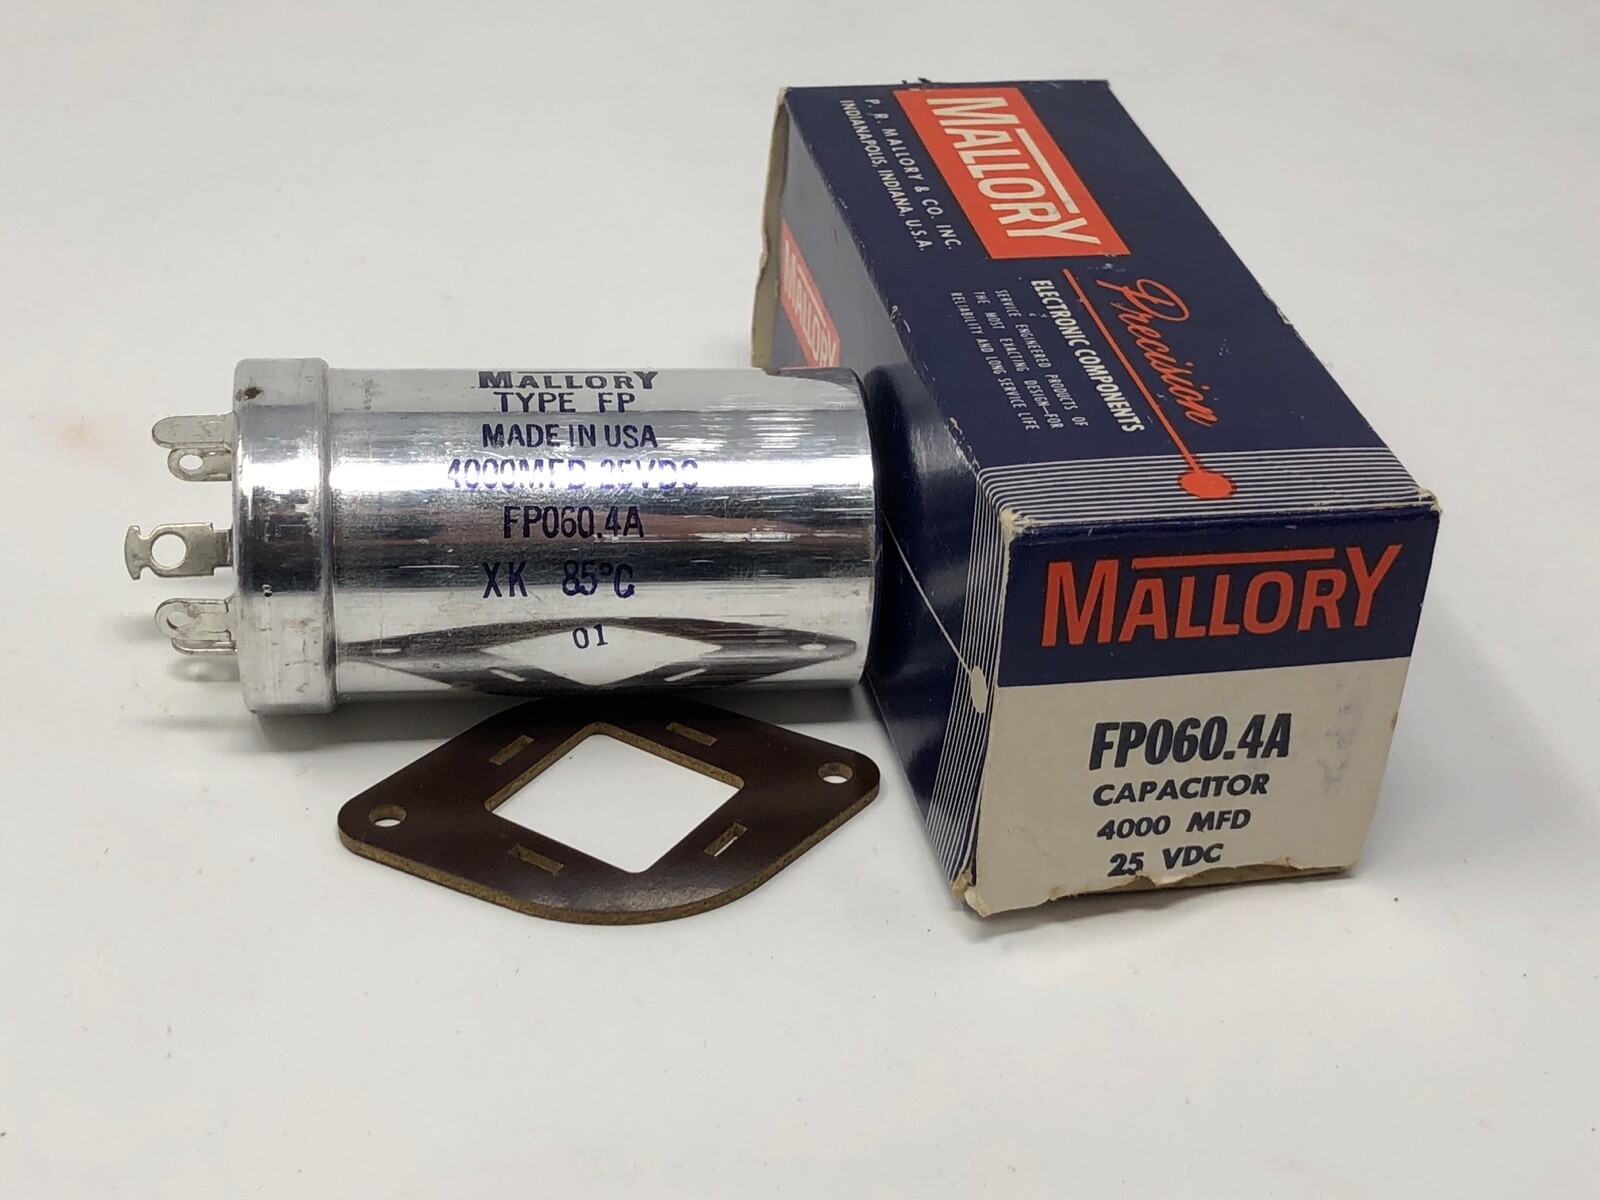 MALLORY
TYPE FP
MADE IN USA
4000MFD 25VDC
FP060.4A
XK 85°C
01
MALLORY
P. R. MALLORY & CO. INC.
INDIANAPOLIS, INDIANA, U.S.A.
Precision
ELECTRONIC COMPONENTS
SERVICE ENGINEERED PRODUCTS OF
THE MOST EXACTING DESIGN—FOR
RELIABILITY AND LONG SERVICE LIFE
MALLORY
MALLORY
FP060.4A
CAPACITOR
4000 MFD
25 VDC